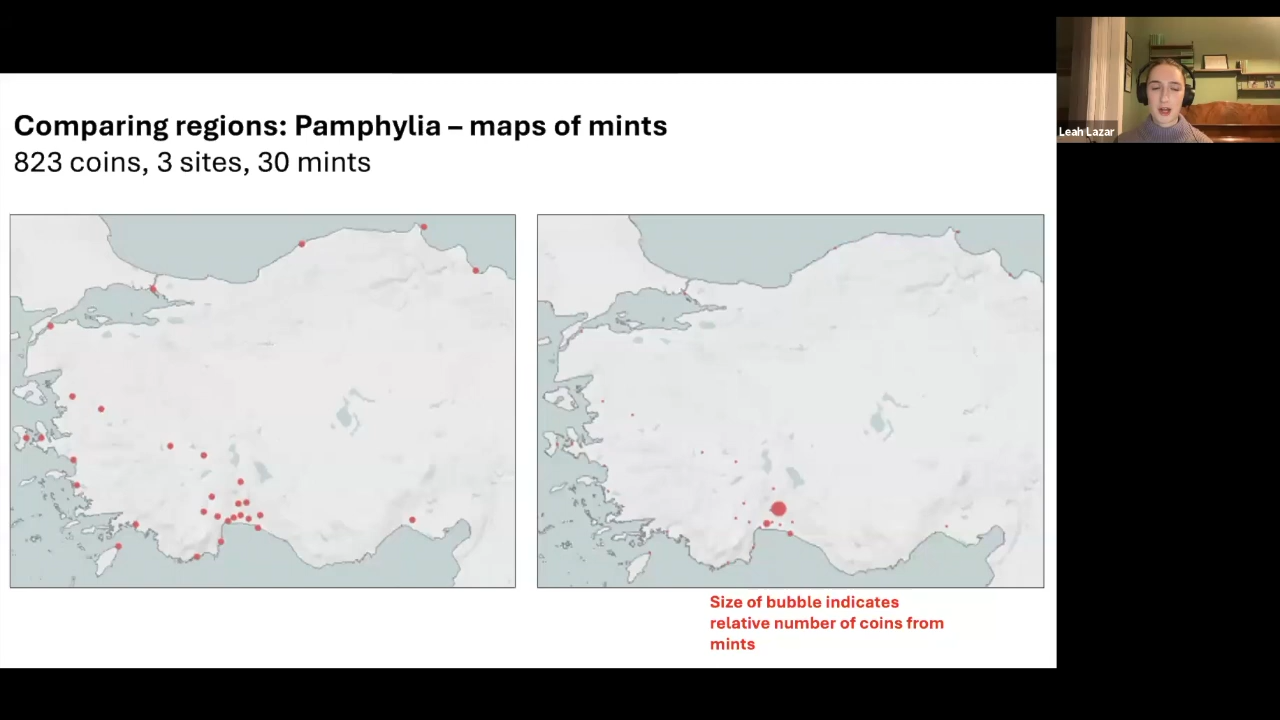 Comparing regions: Pamphylia – maps of mints
823 coins, 3 sites, 30 mints
Leah Lazar
Size of bubble indicates
relative number of coins from
mints